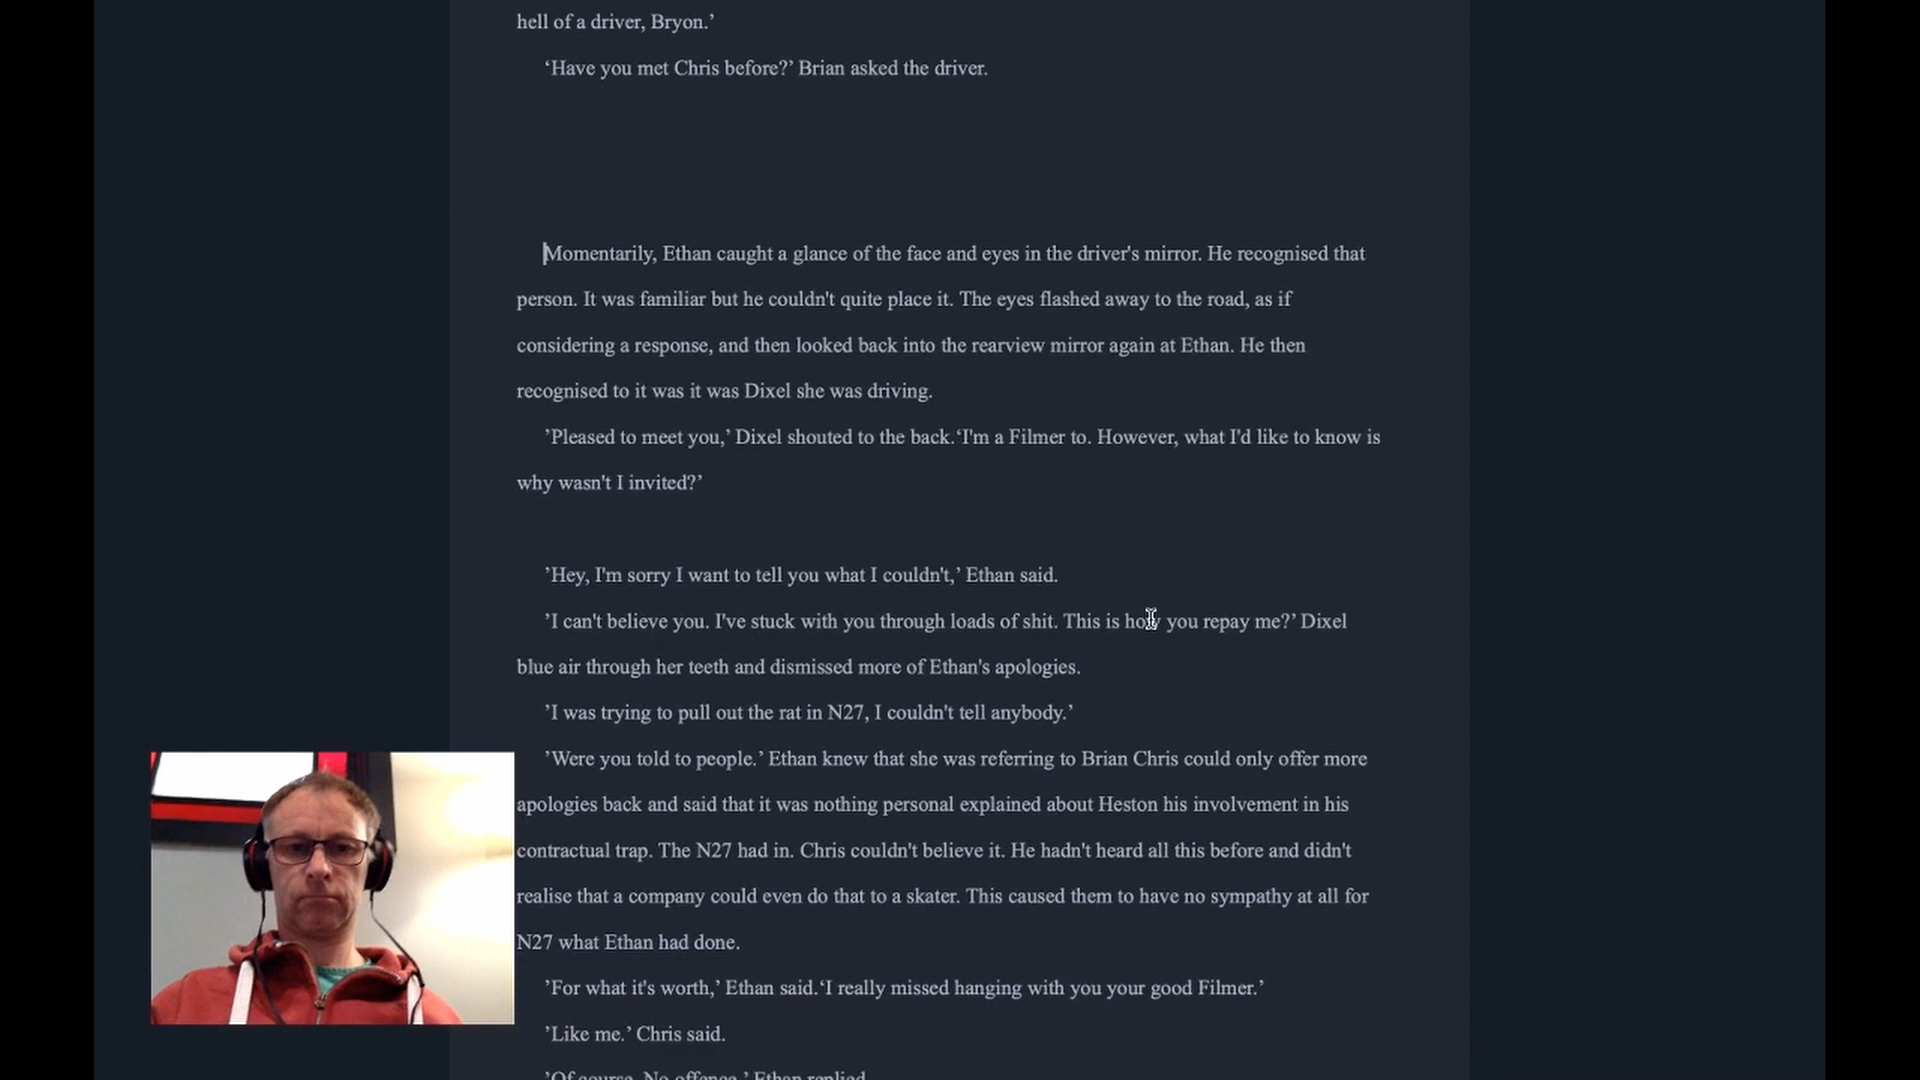 hell of a driver, Bryon.’
‘Have you met Chris before?’ Brian asked the driver.
Momentarily, Ethan caught a glance of the face and eyes in the driver's mirror. He recognised that
person. It was familiar but he couldn't quite place it. The eyes flashed away to the road, as if
considering a response, and then looked back into the rearview mirror again at Ethan. He then
recognised to it was it was Dixel she was driving.
’Pleased to meet you,’ Dixel shouted to the back.‘I'm a Filmer to. However, what I'd like to know is
why wasn't I invited?’
’Hey, I'm sorry I want to tell you what I couldn't,’ Ethan said.
’I can't believe you. I've stuck with you through loads of shit. This is how you repay me?’ Dixel
blue air through her teeth and dismissed more of Ethan's apologies.
’I was trying to pull out the rat in N27, I couldn't tell anybody.’
’Were you told to people.’ Ethan knew that she was referring to Brian Chris could only offer more
apologies back and said that it was nothing personal explained about Heston his involvement in his
contractual trap. The N27 had in. Chris couldn't believe it. He hadn't heard all this before and didn't
realise that a company could even do that to a skater. This caused them to have no sympathy at all for
N27 what Ethan had done.
’For what it's worth,’ Ethan said.‘I really missed hanging with you your good Filmer.’
’Like me.’ Chris said.
’Of course. No offence.’ Ethan replied.